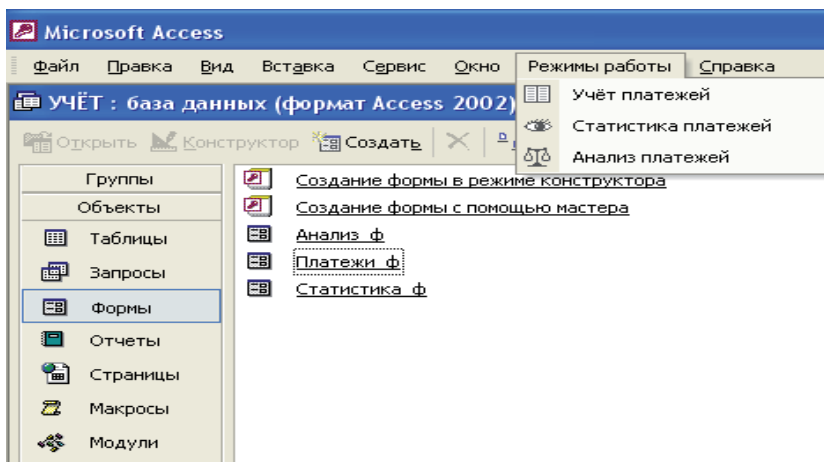 Microsoft Access
Файл Правка Вид Вставка Сервис Окно Режимы работы Справка
Учёт платежей
Статистика платежей
Анализ платежей
УЧЁТ : база данных (формат Access 2002)
Открыть Конструктор Создать
Группы
Объекты
Таблицы
Запросы
Формы
Отчеты
Страницы
Макросы
Модули
Создание формы в режиме конструктора
Создание формы с помощью мастера
Анализ_ф
Платежи_ф
Статистика_ф